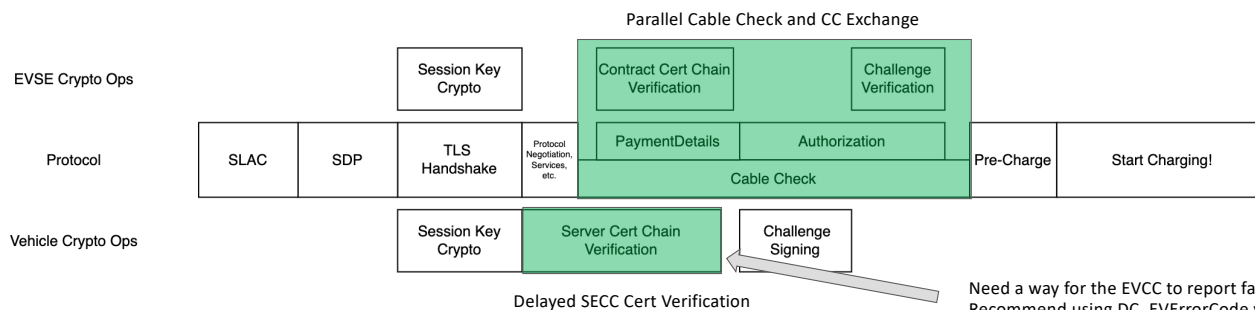 Parallel Cable Check and CC Exchange
EVSE Crypto Ops
Session Key
Crypto
Contract Cert Chain
Verification
Challenge
Verification
Protocol
SLAC
SDP
TLS
Handshake
Protocol
Negotiation,
Services,
etc.
PaymentDetails
Authorization
Cable Check
Pre-Charge
Start Charging!
Vehicle Crypto Ops
Session Key
Crypto
Server Cert Chain
Verification
Challenge
Signing
Delayed SECC Cert Verification
Need a way for the EVCC to report
Recommend using DC_EVErrorCode